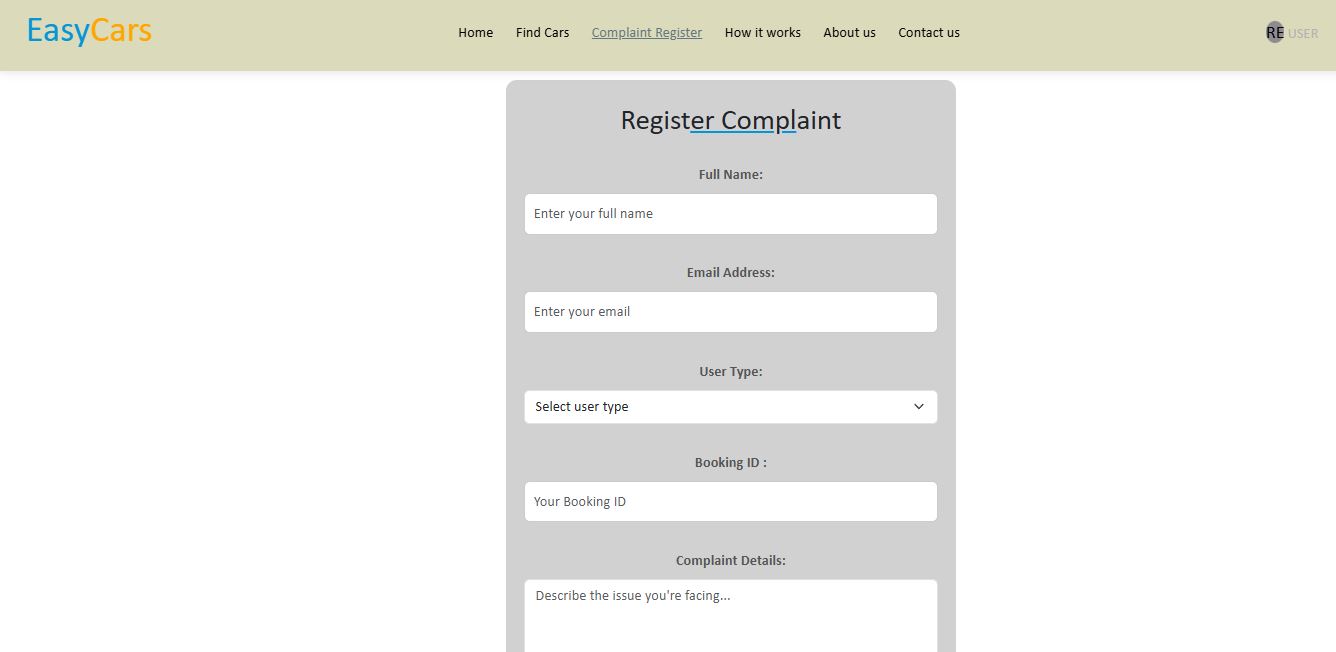 EasyCars
Home Find Cars Complaint Register How it works About us Contact us
RE USER
Register Complaint
Full Name:
Enter your full name
Email Address:
Enter your email
User Type:
Select user type
Booking ID :
Your Booking ID
Complaint Details:
Describe the issue you're facing...